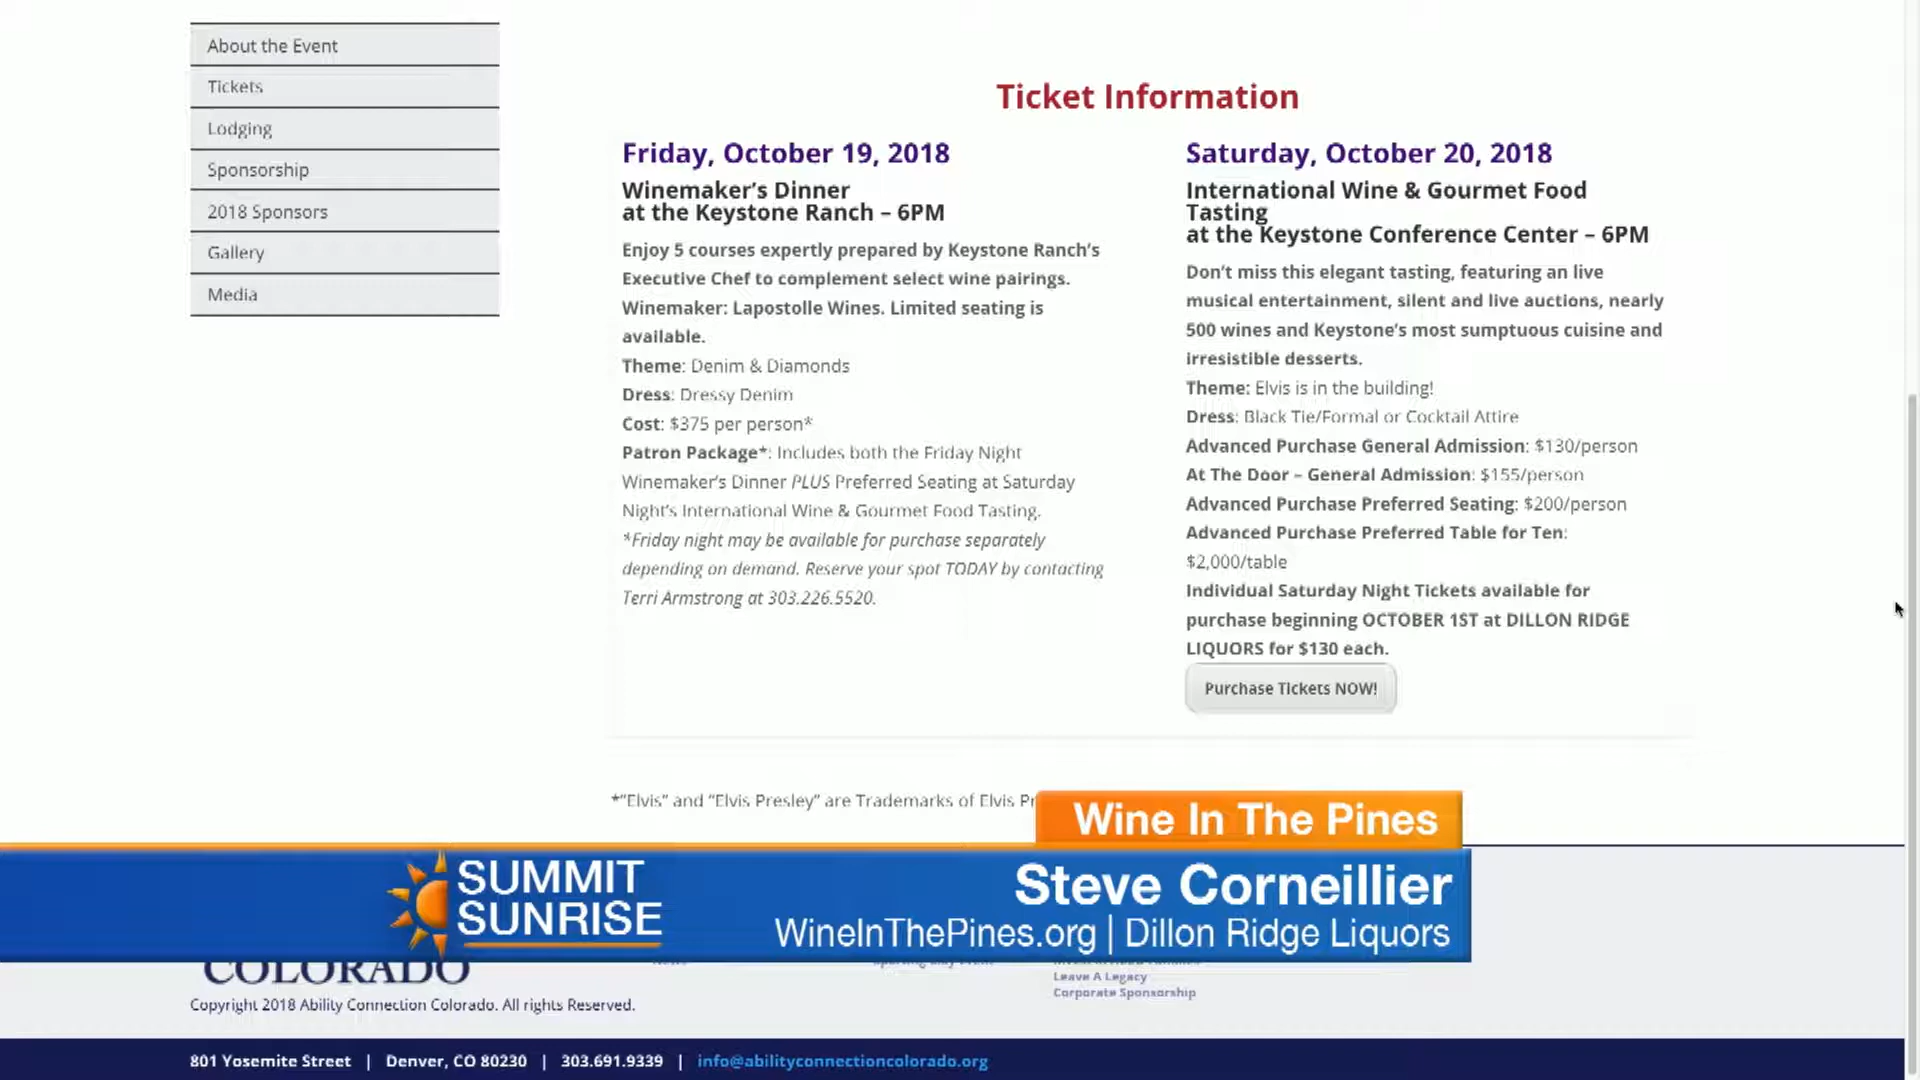 About the Event
Tickets
Lodging
Sponsorship
2018 Sponsors
Gallery
Media
Ticket Information
Friday, October 19, 2018
Winemaker’s Dinner
at the Keystone Ranch – 6PM
Enjoy 5 courses expertly prepared by Keystone Ranch’s
Executive Chef to complement select wine pairings.
Winemaker: Lapostolle Wines. Limited seating is
available.
Theme: Denim & Diamonds
Dress: Dressy Denim
Cost: $375 per person*
Patron Package*: Includes both the Friday Night
Winemaker’s Dinner PLUS Preferred Seating at Saturday
Night’s International Wine & Gourmet Food Tasting.
*Friday night may be available for purchase separately
depending on demand. Reserve your spot TODAY by contacting
Terri Armstrong at 303.226.5520.
Saturday, October 20, 2018
International Wine & Gourmet Food
Tasting
at the Keystone Conference Center – 6PM
Don’t miss this elegant tasting, featuring an live
musical entertainment, silent and live auctions, nearly
500 wines and Keystone’s most sumptuous cuisine and
irresistible desserts.
Theme: Elvis is in the building!
Dress: Black Tie/Formal or Cocktail Attire
Advanced Purchase General Admission: $130/person
At The Door – General Admission: $155/person
Advanced Purchase Preferred Seating: $200/person
Advanced Purchase Preferred Table for Ten:
$2,000/table
Individual Saturday Night Tickets available for
purchase beginning OCTOBER 1ST at DILLON RIDGE
LIQUORS for $130 each.
Purchase Tickets NOW!
*“Elvis” and “Elvis Presley” are Trademarks of Elvis Pr
Wine In The Pines
SUMMIT
SUNRISE
Steve Corneillier
WineInThePines.org | Dillon Ridge Liquors
COLORADO
Leave A Legacy
Corporate Sponsorship
Copyright 2018 Ability Connection Colorado. All rights Reserved.
801 Yosemite Street | Denver, CO 80230 | 303.691.9339 | info@abilityconnectioncolorado.org